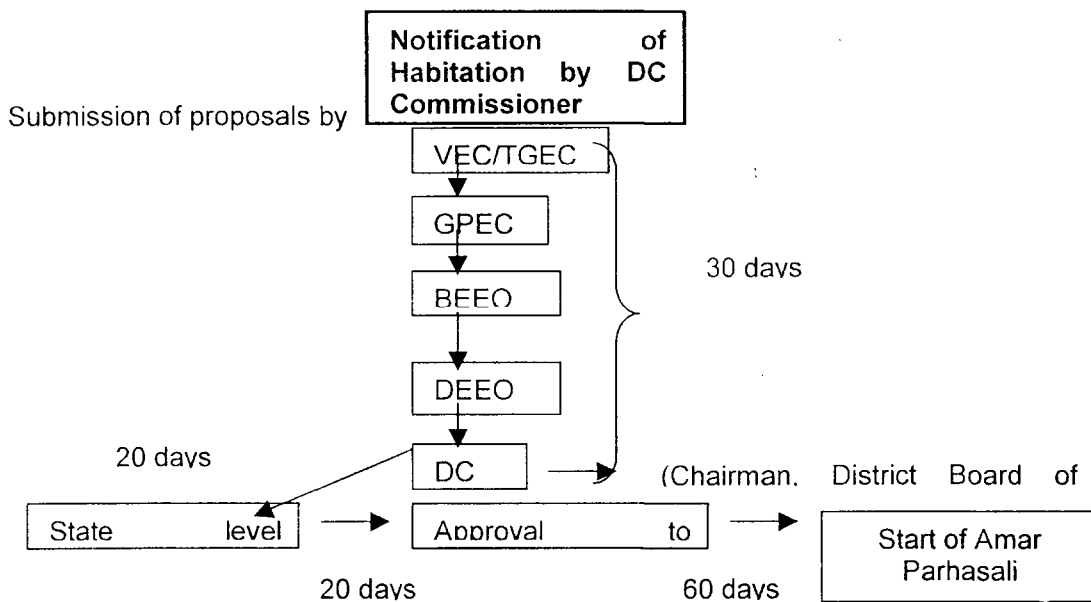 Notification of
Habitation by DC
Commissioner
Submission of proposals by
VEC/TGEC
GPEC
30 days
BEEO
DEEO
20 days
DC
(Chairman, District Board of
State level
Approval to
Start of Amar
Parhasali
20 days
60 days